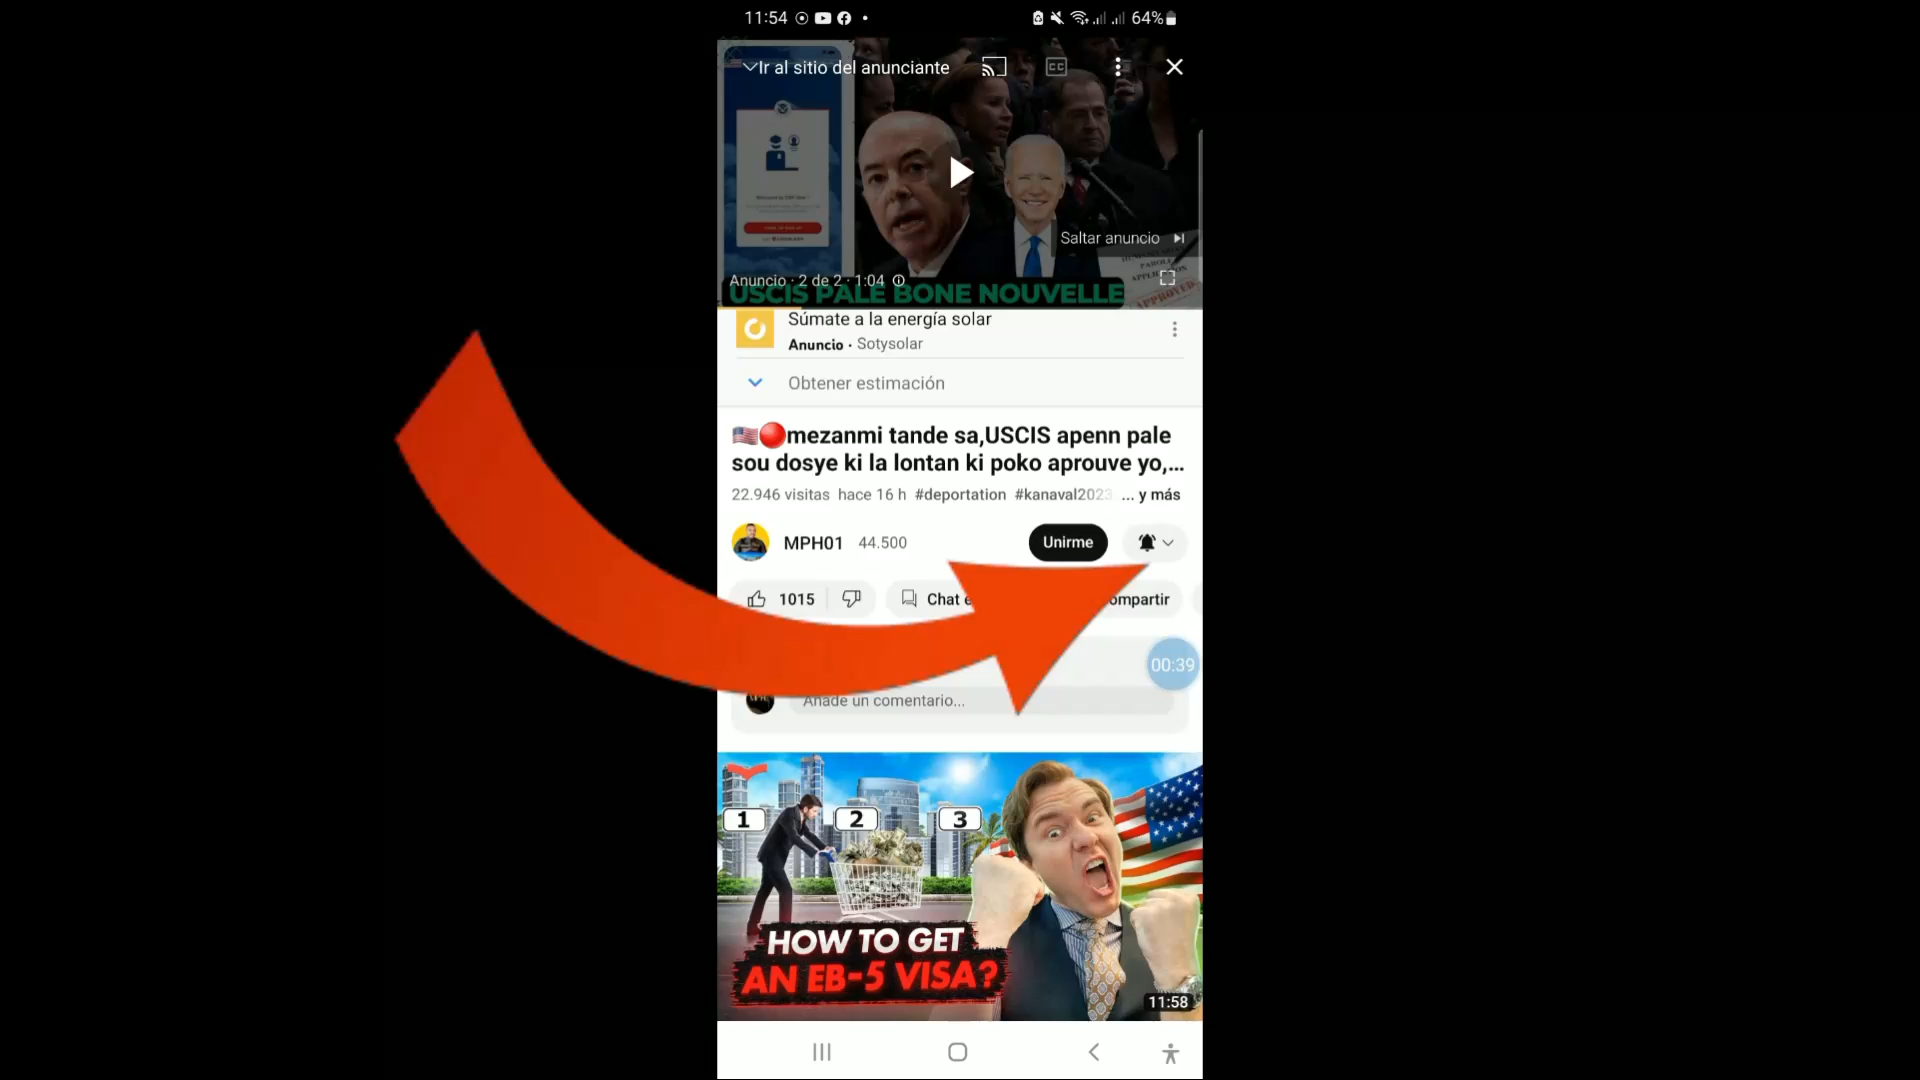 11:54
64%
Ir al sitio del anunciante
CC
Saltar anuncio
PAROLE
APPROVED
Anuncio · 2 de 2 · 1:04
USCIS PALE BONE NOUVELLE
Súmate a la energía solar
Anuncio · Sotysolar
Obtener estimación
🇺🇸🔴mezanmi tande sa,USCIS apenn pale
sou dosye ki la lontan ki poko aprouve yo,...
22.946 visitas hace 16 h #deportation #kanaval2023 ... y más
MPH01 44.500 Unirme
1015 Chat ompartir
00:39
Añade un comentario...
1 2 3
HOW TO GET
AN EB-5 VISA?
11:58